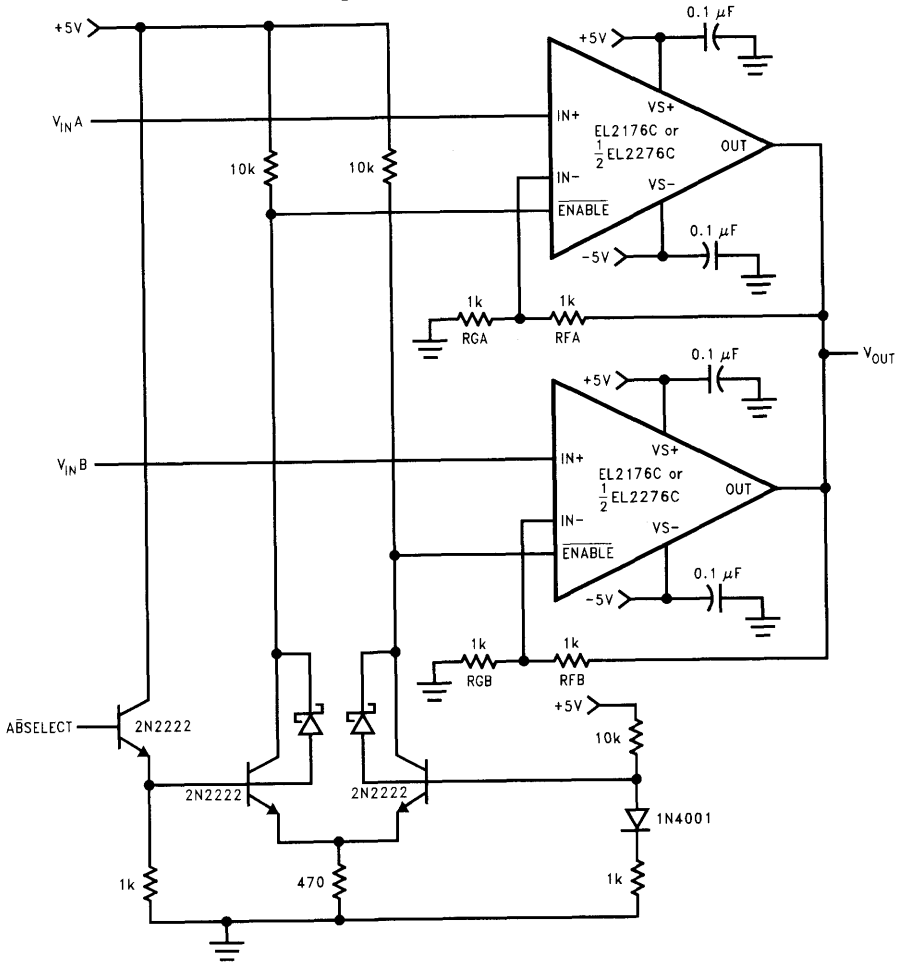 +5V
0.1 μF
+5V
VS+
V_IN A
IN+
EL2176C or
1/2 EL2276C
OUT
10k
10k
IN-
VS-
ENABLE
0.1 μF
-5V
1k
1k
RGA
RFA
V_OUT
0.1 μF
+5V
VS+
V_IN B
IN+
EL2176C or
1/2 EL2276C
OUT
IN-
VS-
ENABLE
0.1 μF
-5V
1k
1k
RGB
RFB
+5V
AB̄SELECT
2N2222
10k
2N2222
2N2222
1N4001
1k
470
1k